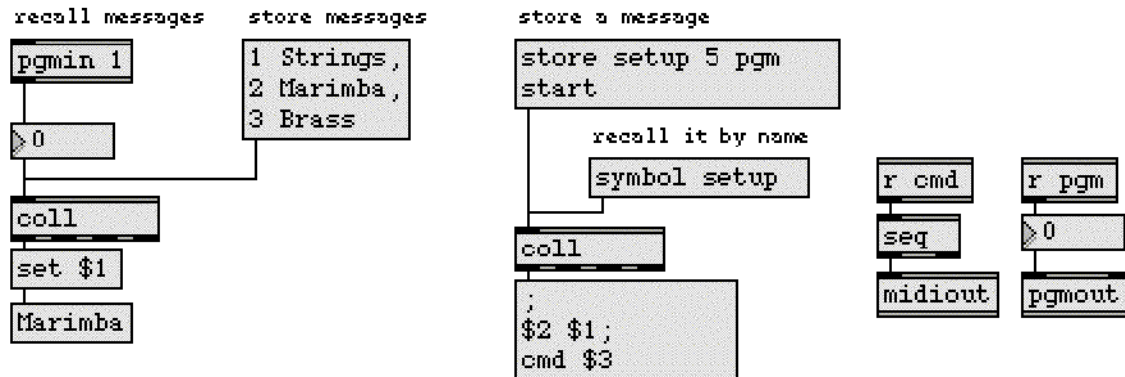 recall messages
store messages
store a message
pgmin 1
1 Strings,
2 Marimba,
3 Brass
store setup 5 pgm
start
0
recall it by name
symbol setup
r cmd
r pgm
coll
seq
0
coll
set $1
midiout
pgmout
;
$2 $1;
cmd $3
Marimba